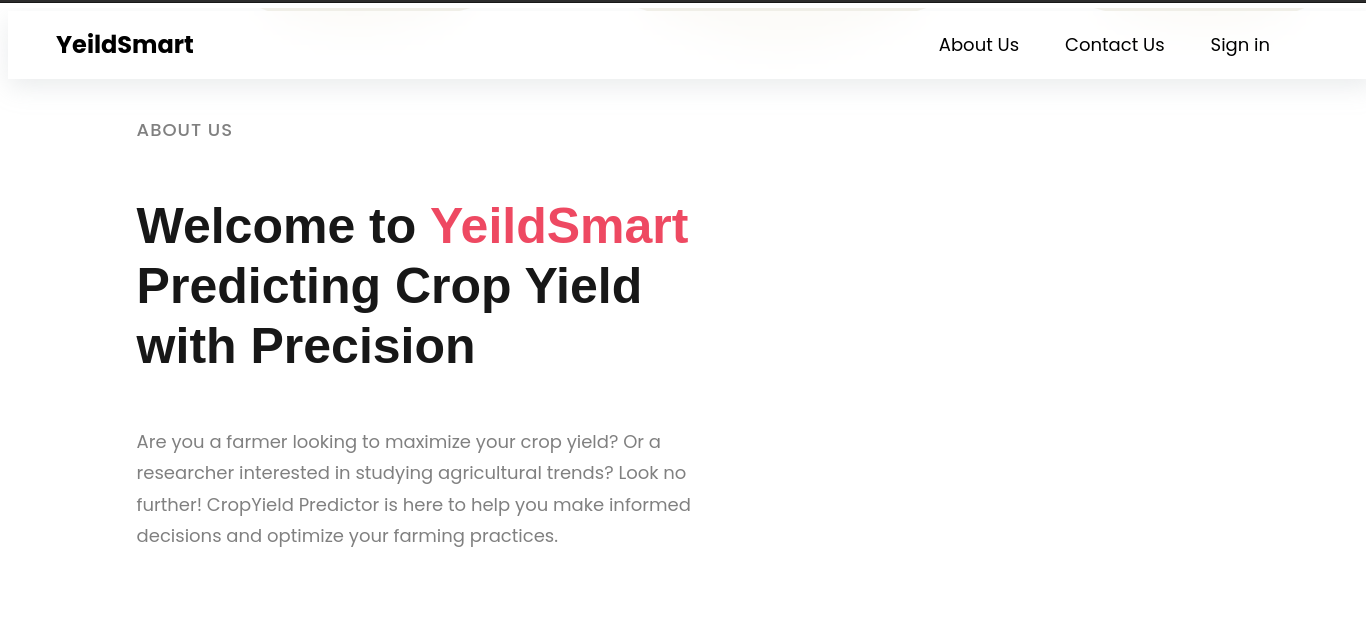 YeildSmart
About Us
Contact Us
Sign in
ABOUT US
Welcome to YeildSmart
Predicting Crop Yield
with Precision
Are you a farmer looking to maximize your crop yield? Or a
researcher interested in studying agricultural trends? Look no
further! CropYield Predictor is here to help you make informed
decisions and optimize your farming practices.